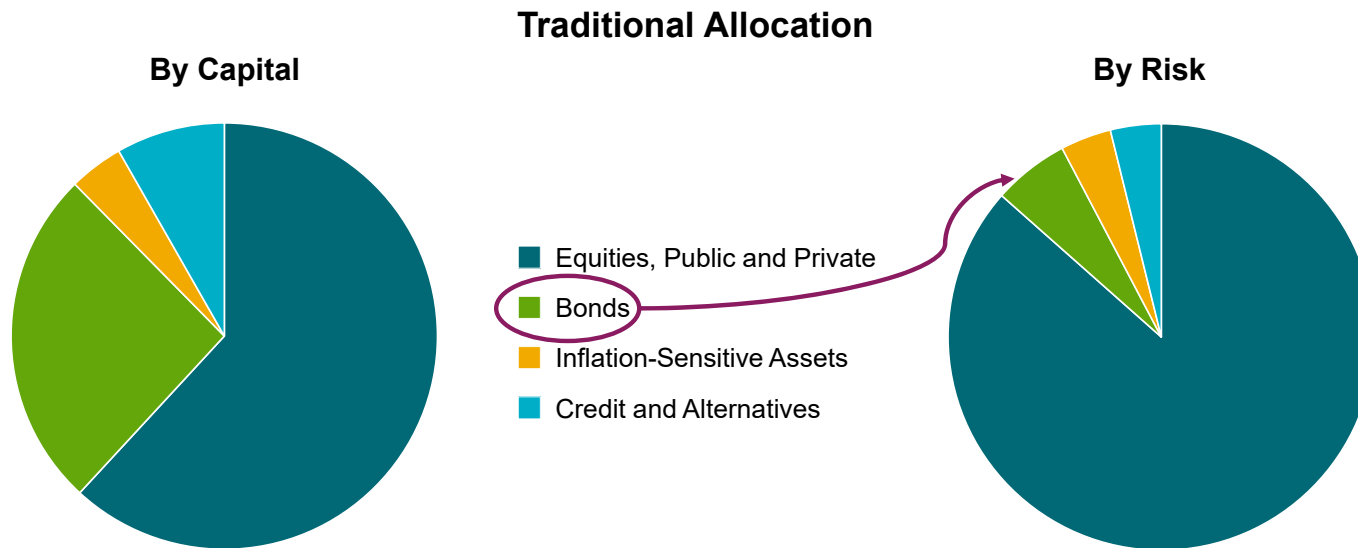 Traditional Allocation
By Capital
By Risk
Equities, Public and Private
Bonds
Inflation-Sensitive Assets
Credit and Alternatives